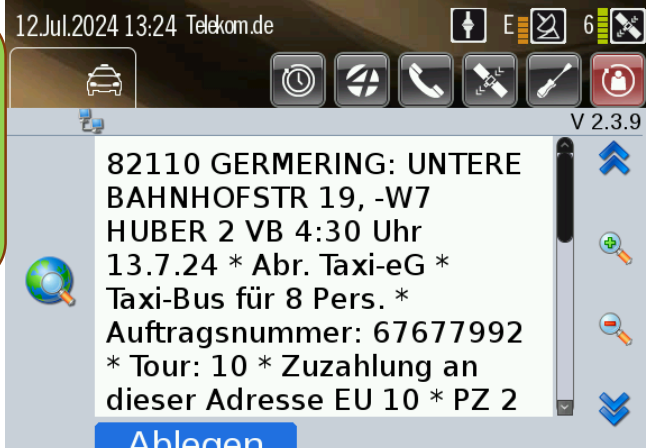 12.Jul.2024 13:24 Telekom.de E 6
V 2.3.9
82110 GERMERING: UNTERE
BAHNHOFSTR 19, -W7
HUBER 2 VB 4:30 Uhr
13.7.24 * Abr. Taxi-eG *
Taxi-Bus für 8 Pers. *
Auftragsnummer: 67677992
* Tour: 10 * Zuzahlung an
dieser Adresse EU 10 * PZ 2
Ablegen